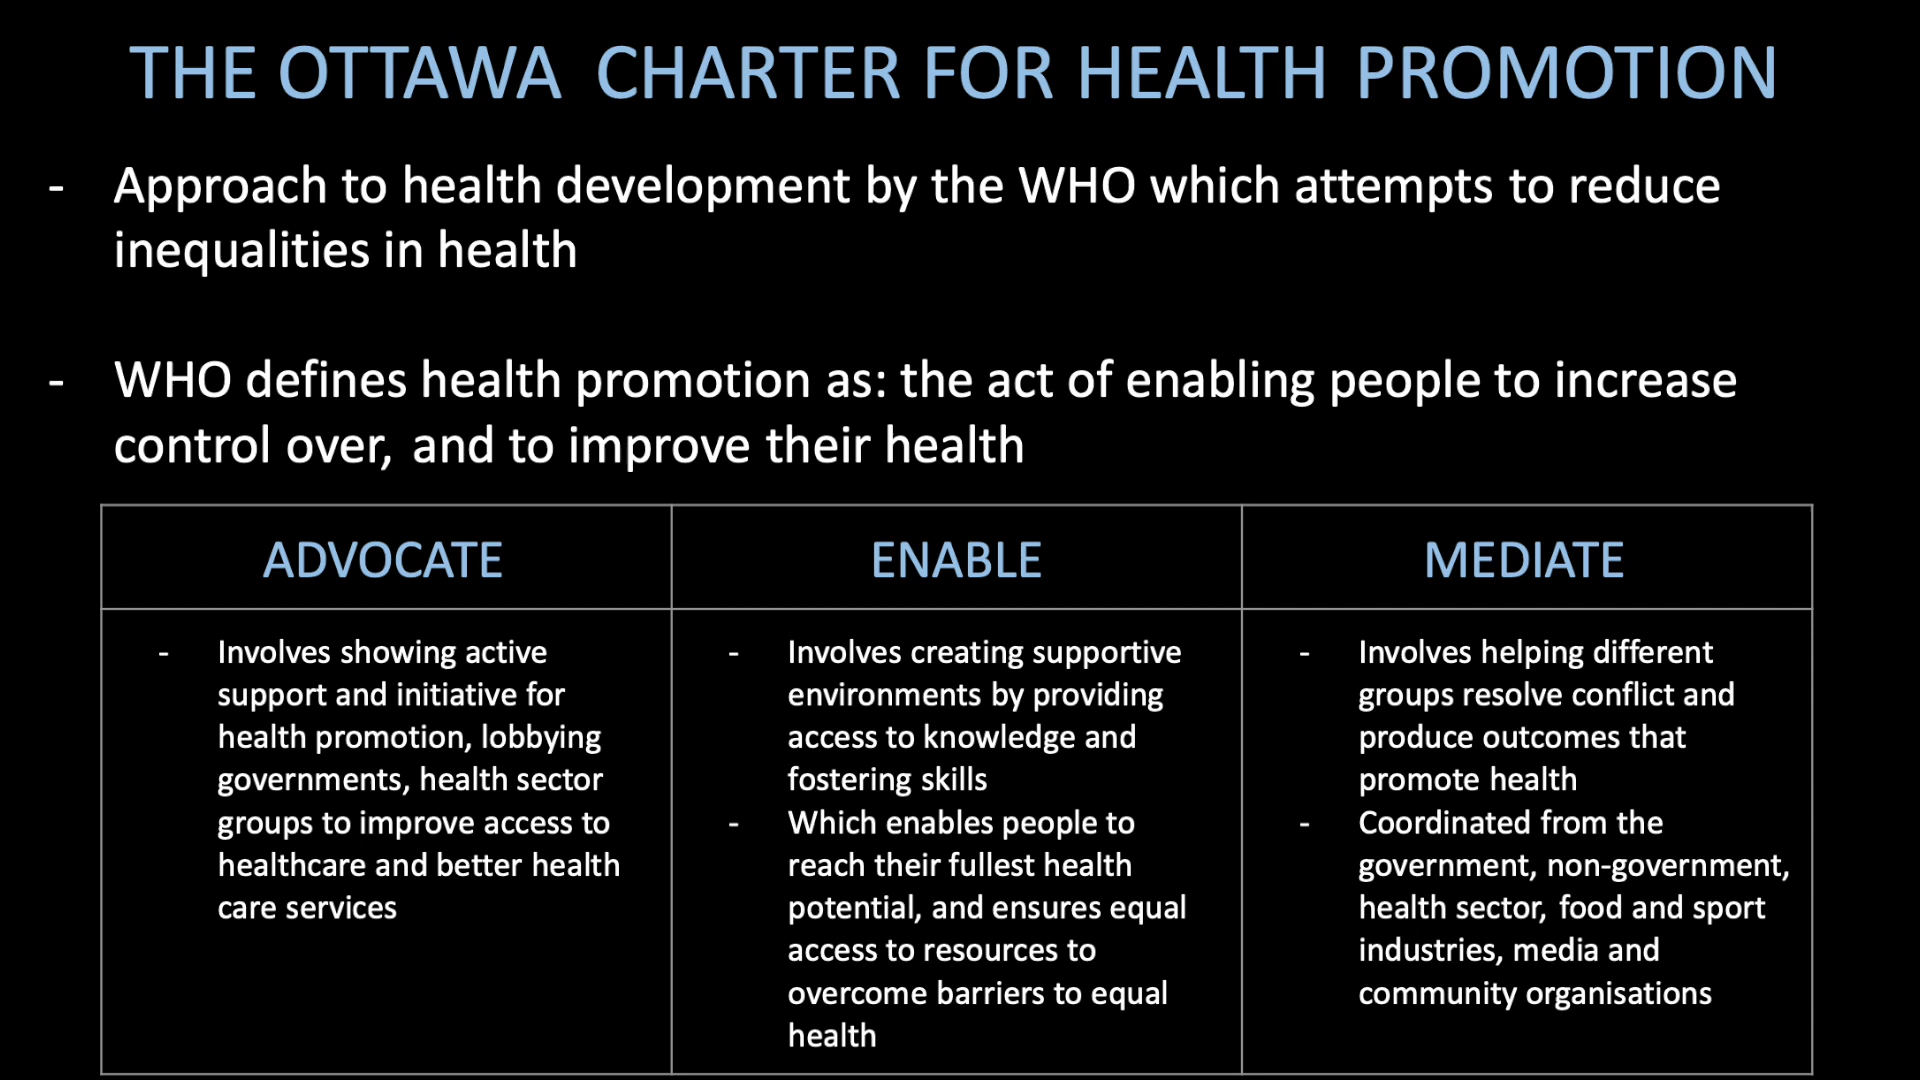 THE OTTAWA CHARTER FOR HEALTH PROMOTION
- Approach to health development by the WHO which attempts to reduce
inequalities in health
- WHO defines health promotion as: the act of enabling people to increase
control over, and to improve their health
ADVOCATE
- Involves showing active
support and initiative for
health promotion, lobbying
governments, health sector
groups to improve access to
healthcare and better health
care services
ENABLE
- Involves creating supportive
environments by providing
access to knowledge and
fostering skills
- Which enables people to
reach their fullest health
potential, and ensures equal
access to resources to
overcome barriers to equal
health
MEDIATE
- Involves helping different
groups resolve conflict and
produce outcomes that
promote health
- Coordinated from the
government, non-government,
health sector, food and sport
industries, media and
community organisations